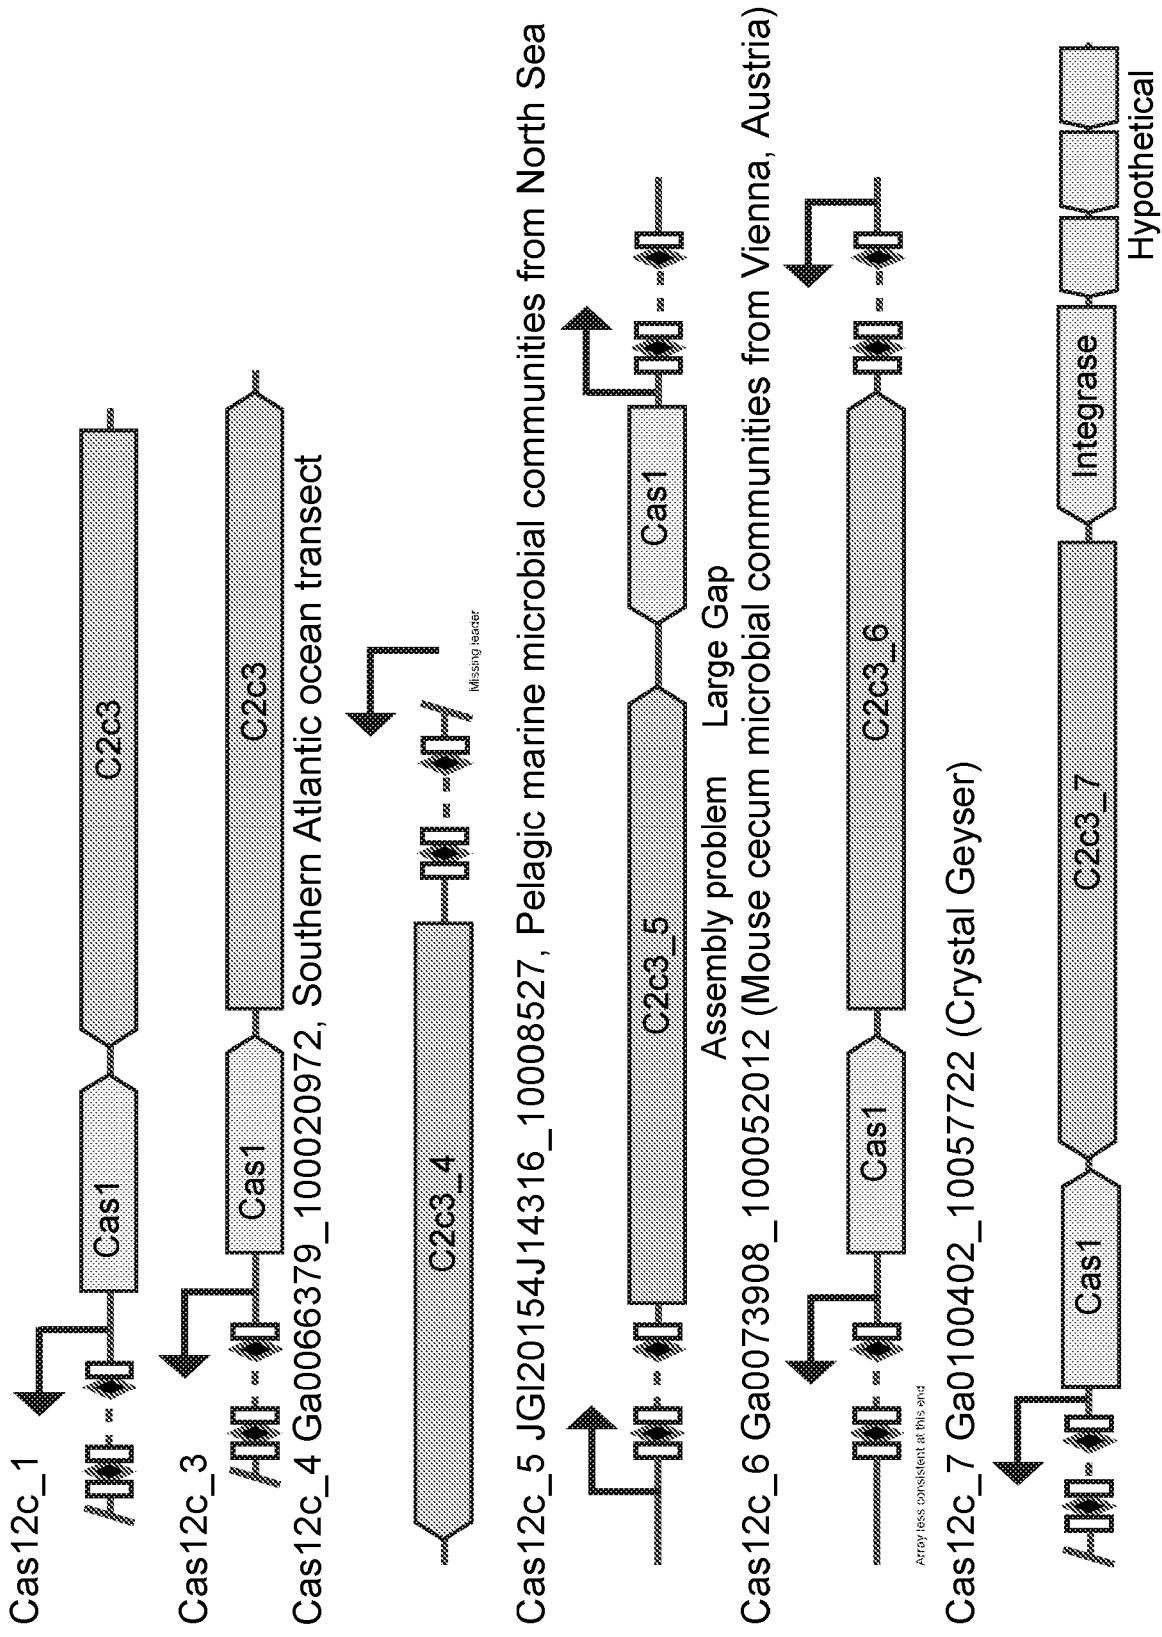 Cas12c_1
Cas1
C2c3
Cas12c_3
Cas1
C2c3
Cas12c_4 Ga0066379_100020972, Southern Atlantic ocean transect
C2c3_4
Missing leader
Cas12c_5 JGI20154J14316_10008527, Pelagic marine microbial communities from North Sea
C2c3_5
Cas1
Assembly problem Large Gap
Cas12c_6 Ga0073908_100052012 (Mouse cecum microbial communities from Vienna, Austria)
Cas1
C2c3_6
Array less consistent at this end
Cas12c_7 Ga0100402_10057722 (Crystal Geyser)
Cas1
C2c3_7
Integrase
Hypothetical